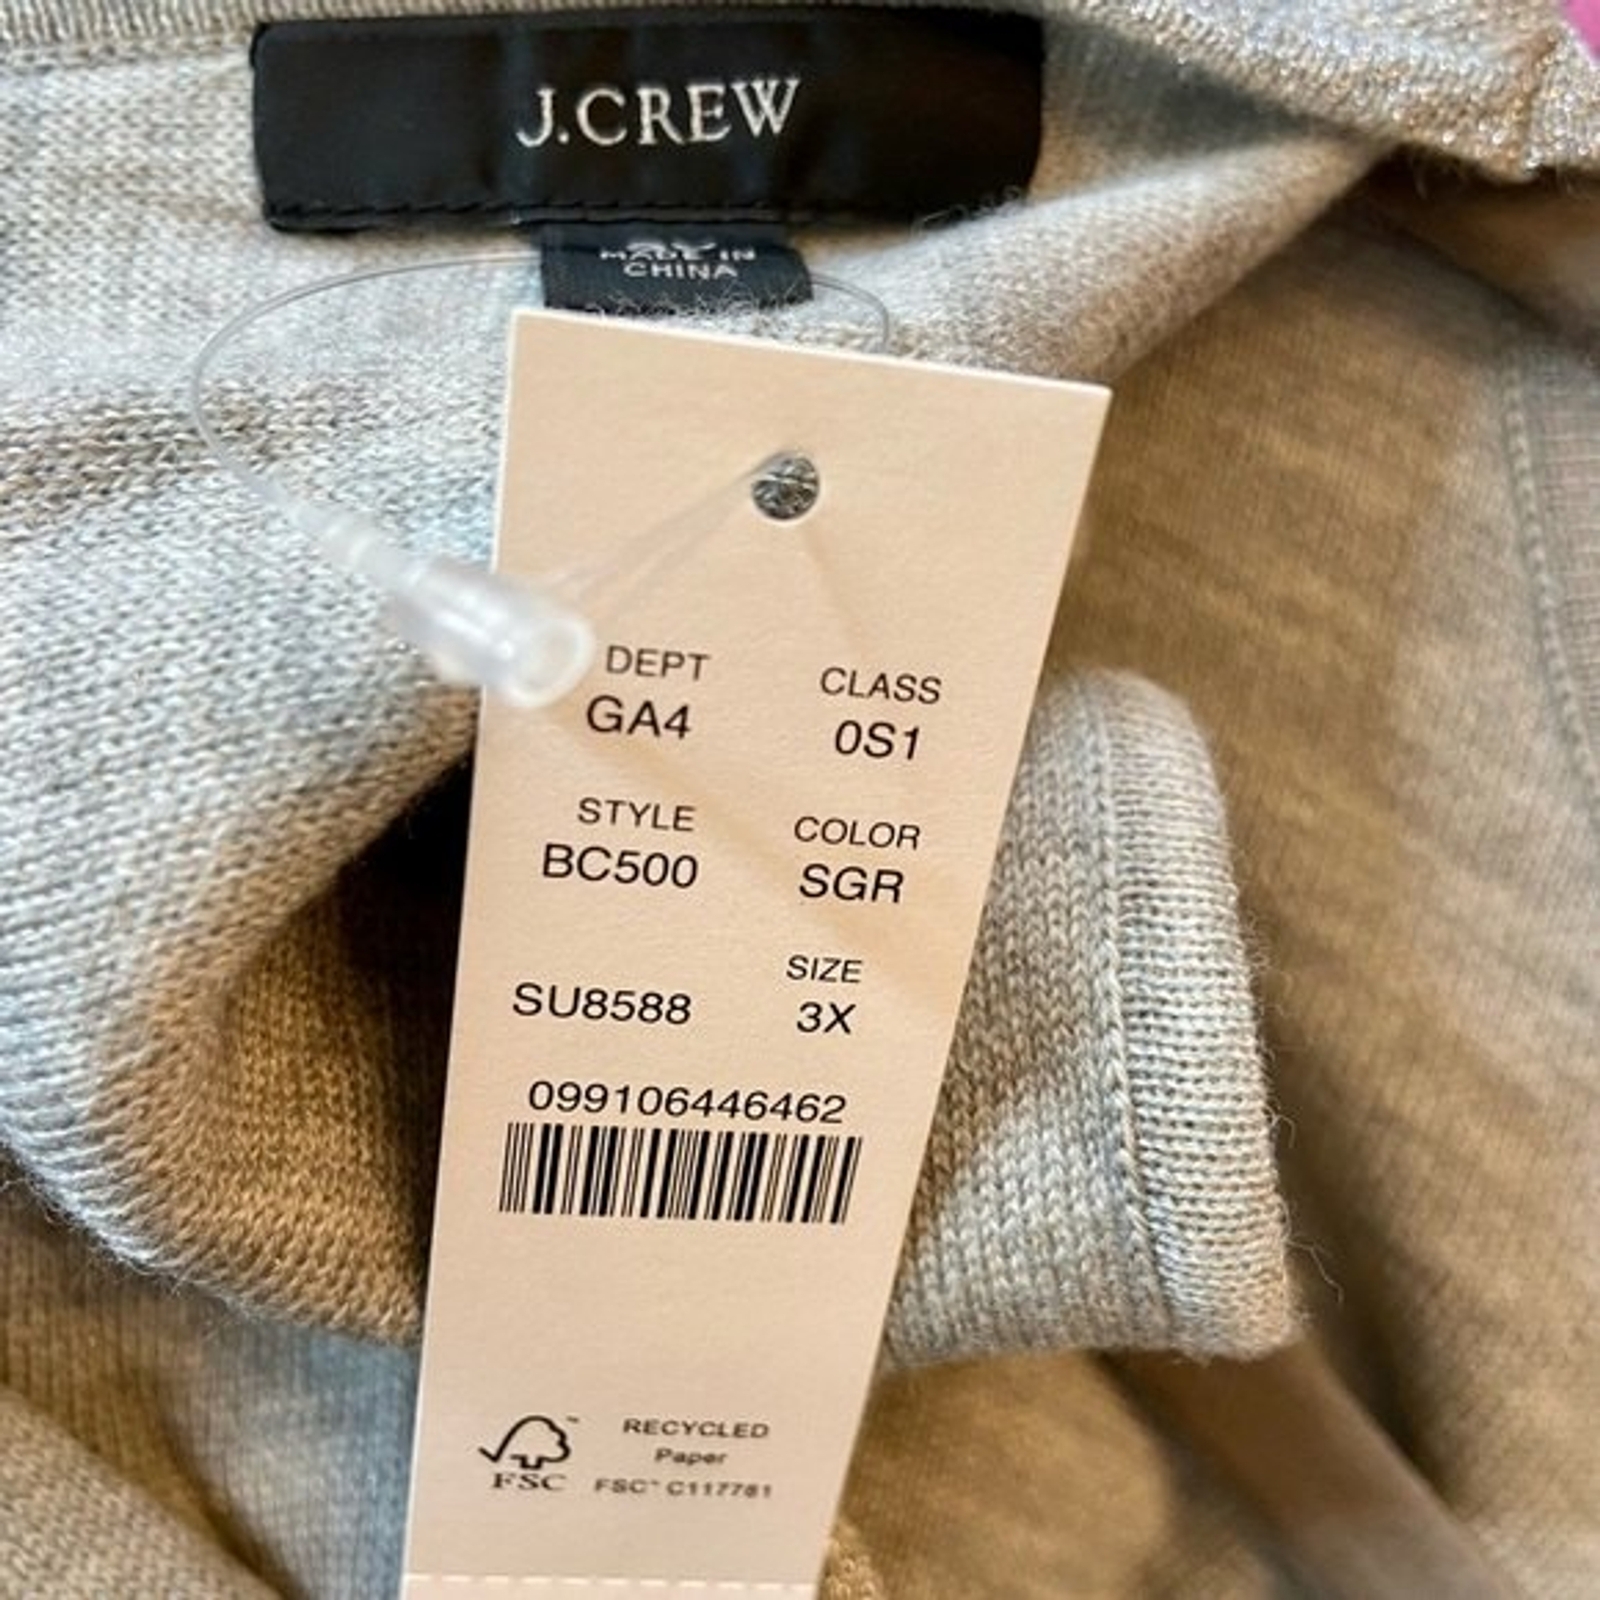 J.CREW
MADE IN
CHINA
DEPT CLASS
GA4 0S1
STYLE COLOR
BC500 SGR
SIZE
SU8588 3X
099106446462
RECYCLED
Paper
FSC
FSC™ C117781